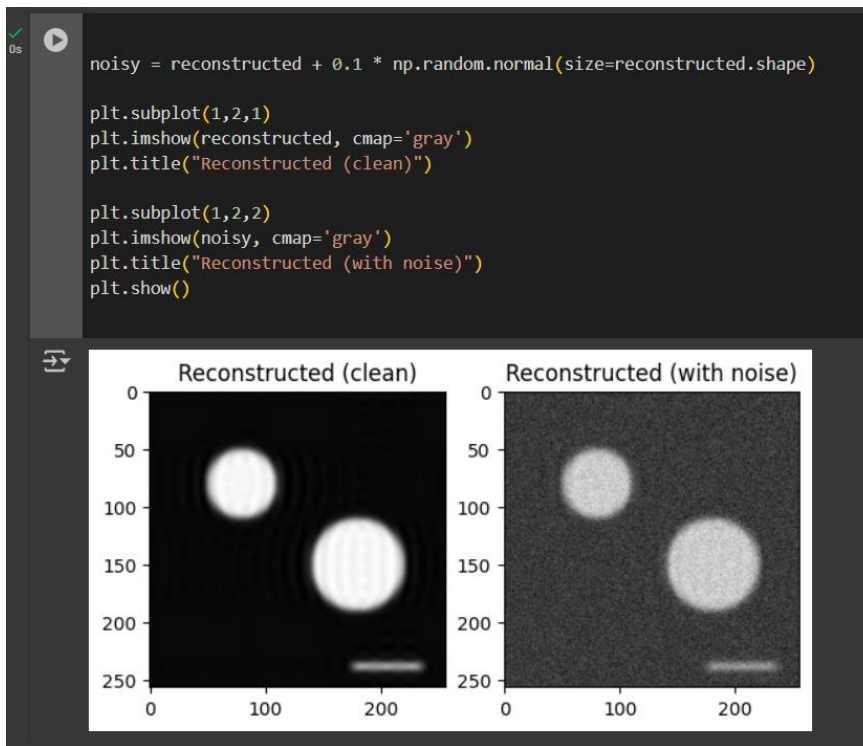 0s
noisy = reconstructed + 0.1 * np.random.normal(size=reconstructed.shape)
plt.subplot(1,2,1)
plt.imshow(reconstructed, cmap='gray')
plt.title("Reconstructed (clean)")
plt.subplot(1,2,2)
plt.imshow(noisy, cmap='gray')
plt.title("Reconstructed (with noise)")
plt.show()
Reconstructed (clean)
0
50
100
150
200
250
0 100 200
Reconstructed (with noise)
0
50
100
150
200
250
0 100 200